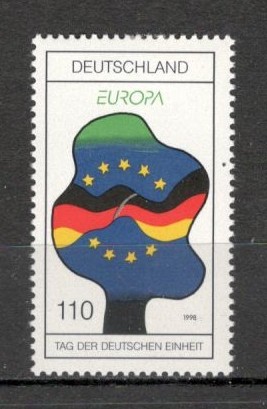 DEUTSCHLAND
EUROPA
110
1998
TAG DER DEUTSCHEN EINHEIT